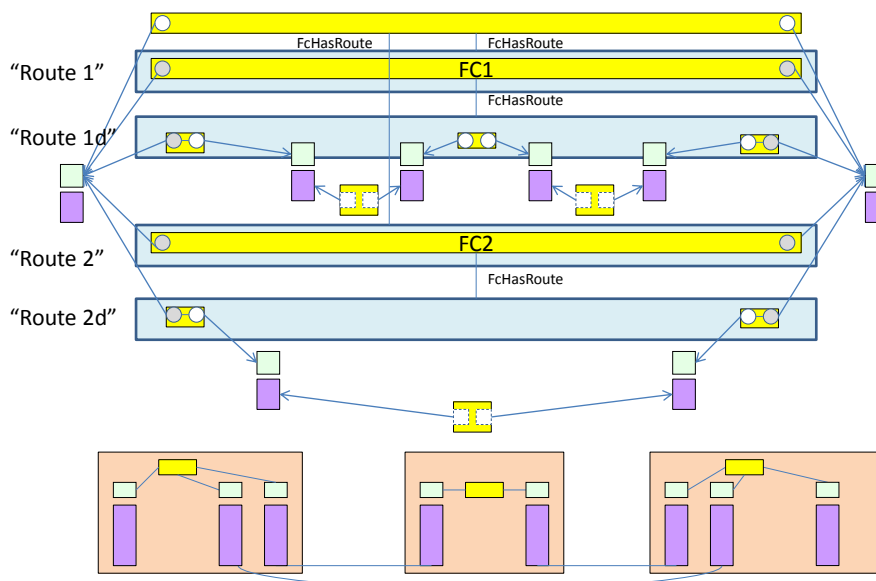 FcHasRoute FcHasRoute
“Route 1” FC1
FcHasRoute
“Route 1d”
“Route 2” FC2
FcHasRoute
“Route 2d”